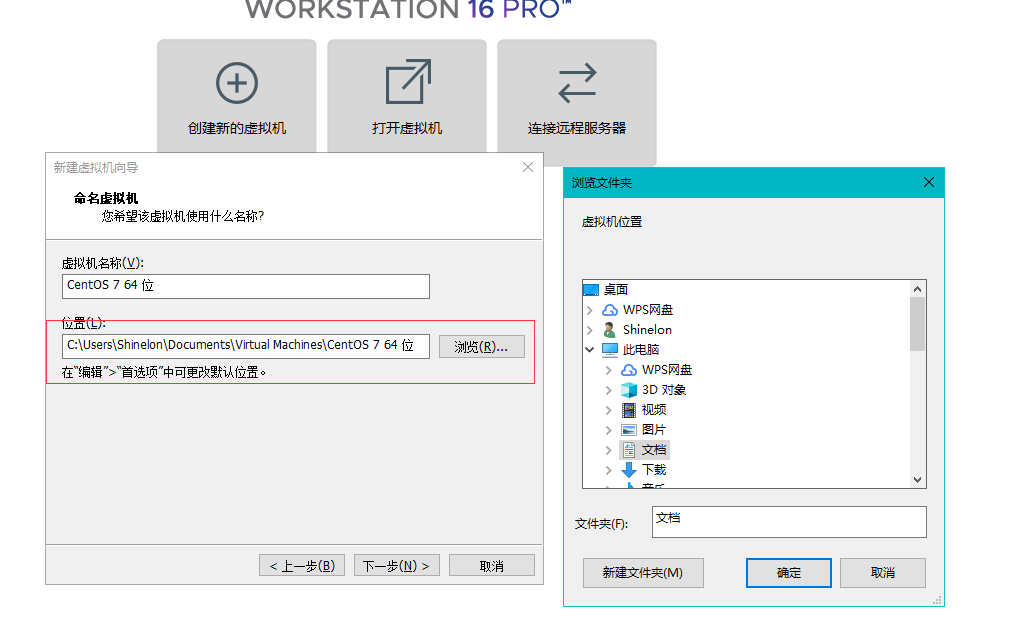 WORKSTATION 16 PRO™
创建新的虚拟机
打开虚拟机
连接远程服务器
新建虚拟机向导
命名虚拟机
您希望该虚拟机使用什么名称?
虚拟机名称(V):
CentOS 7 64 位
位置(L):
C:\Users\Shinelon\Documents\Virtual Machines\CentOS 7 64 位
浏览(R)...
在“编辑”>“首选项”中可更改默认位置。
< 上一步(B)
下一步(N) >
取消
浏览文件夹
虚拟机位置
桌面
WPS网盘
Shinelon
此电脑
WPS网盘
3D 对象
视频
图片
文档
下载
音乐
文件夹(F):
文档
新建文件夹(M)
确定
取消